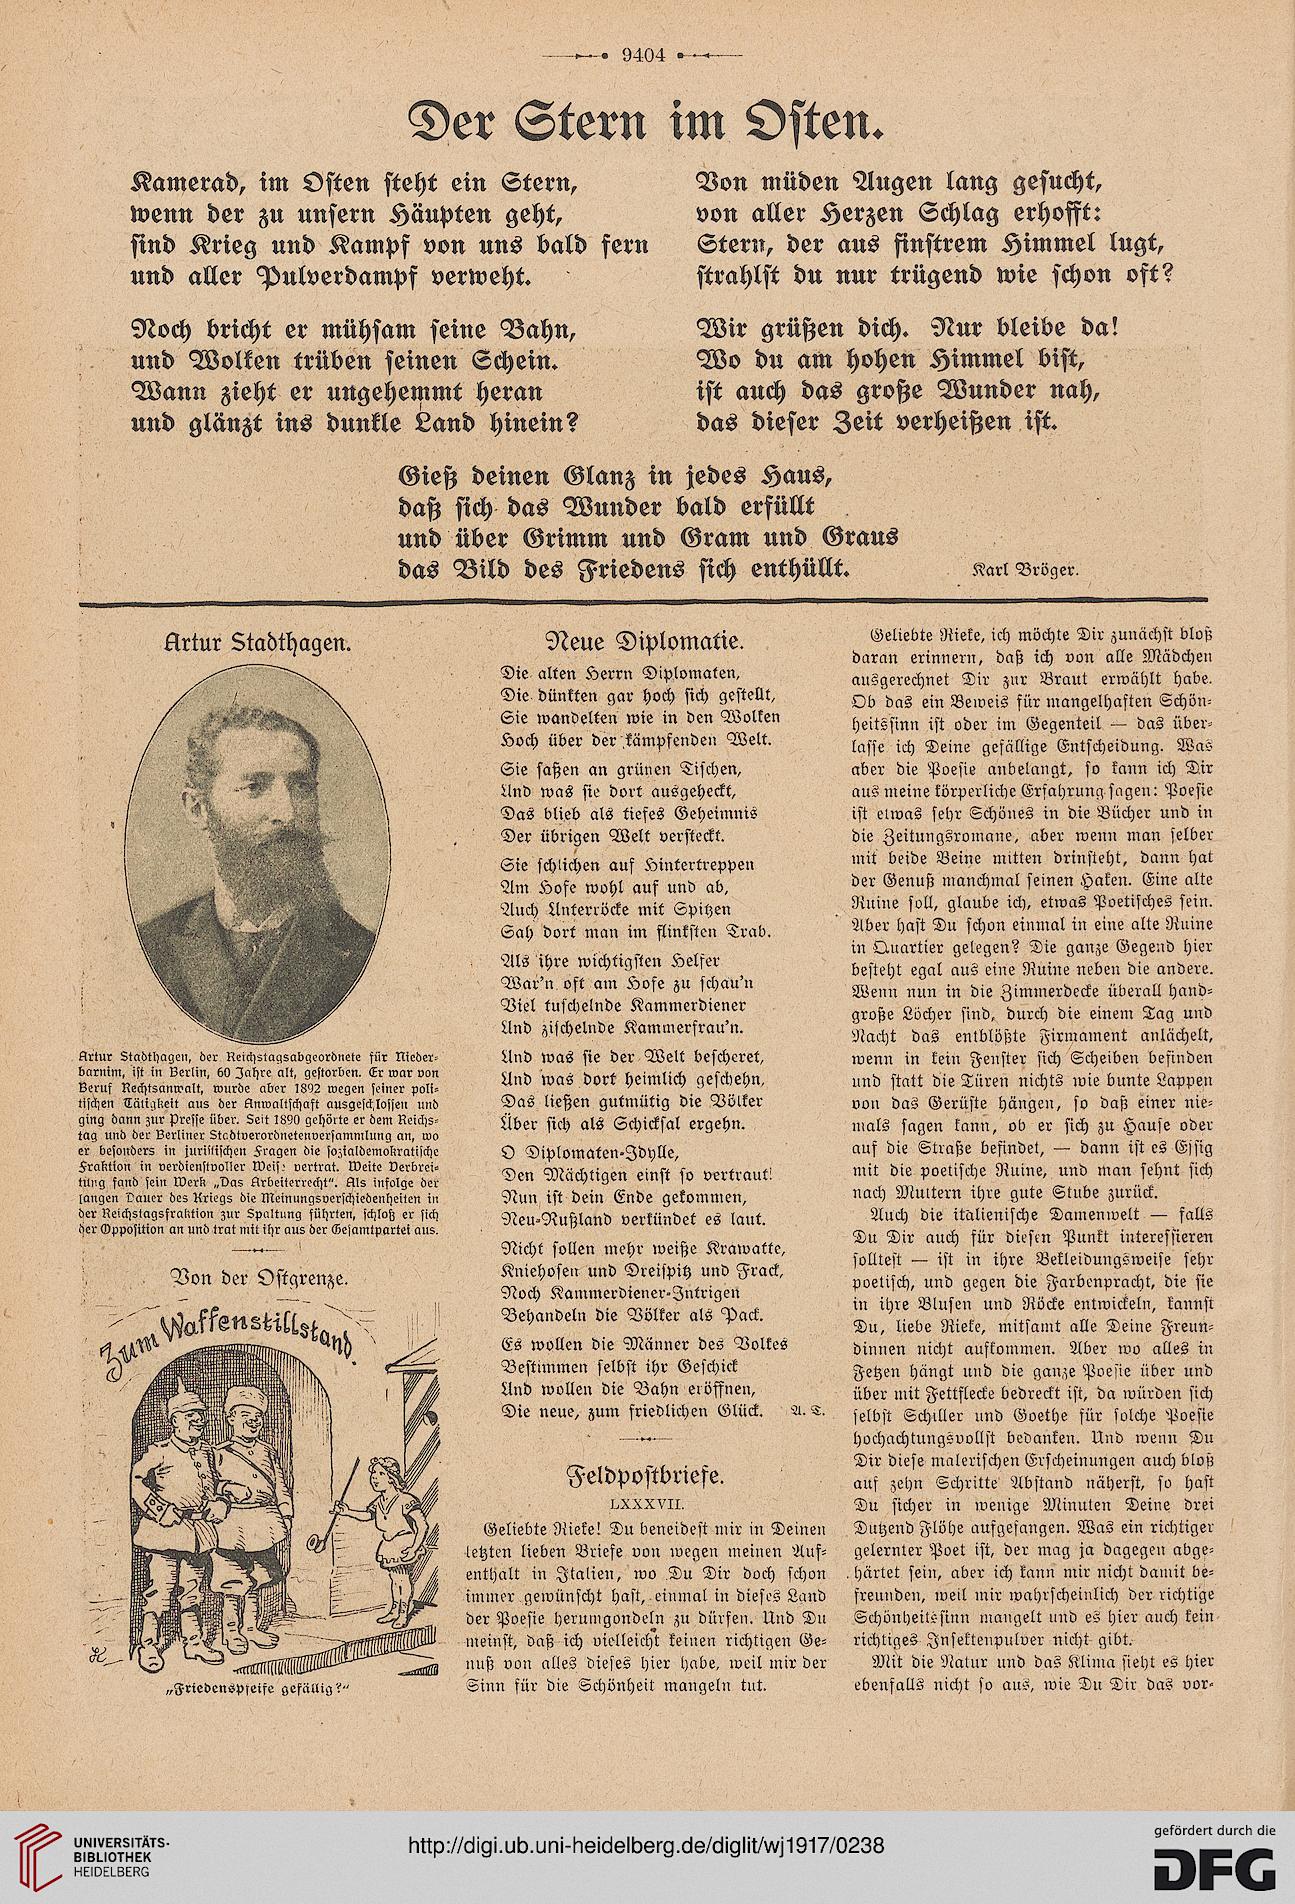 9404
Der Stern im Osten.
Kamerad, im Osten steht ein Stern,
wenn der zu unsern Häupten geht,
sind Krieg und Kampf von uns bald fern
und aller Pulverdampf verweht.
Noch bricht er mühsam seine Bahn,
und Wolken trüben seinen Schein.
Wann zieht er ungehemmt heran
und glänzt ins dunkle Land hinein?
Von müden Augen lang gesucht,
von aller Herzen Schlag erhofft:
Stern, der aus finstrem Himmel lugt,
strahlst du nur trügend wie schon oft?
Wir grüßen dich. Nur bleibe da!
Wo du am hohen Himmel bist,
ist auch das große Wunder nah,
das dieser Zeit verheißen ist.
Gieß deinen Glanz in jedes Haus,
daß sich das Wunder bald erfüllt
und über Grimm und Gram und Graus
das Bild des Friedens sich enthüllt.
Karl Bröger.
Artur Stadthagen.
Artur Stadthagen, der Reichstagsabgeordnete für Nieder-
barnim, ist in Berlin, 60 Jahre alt, gestorben. Er war von
Beruf Rechtsanwalt, wurde aber 1892 wegen seiner poli-
tischen Tätigkeit aus der Anwaltschaft ausgeschlossen und
ging dann zur Presse über. Seit 1890 gehörte er dem Reichs-
tag und der Berliner Stadtverordnetenversammlung an, wo
er besonders in juristischen Fragen die sozialdemokratische
Fraktion in verdienstvoller Weise vertrat. Weite Verbrei-
tung fand sein Werk „Das Arbeiterrecht“. Als infolge der
langen Dauer des Kriegs die Meinungsverschiedenheiten in
der Reichstagsfraktion zur Spaltung führten, schloß er sich
der Opposition an und trat mit ihr aus der Gesamtpartei aus.
Von der Ostgrenze.
Zum Waffenstillstand.
„Friedenspfeife gefällig?“
Neue Diplomatie.
Die alten Herrn Diplomaten,
Die dünkten gar hoch sich gestellt,
Sie wandelten wie in den Wolken
Hoch über der kämpfenden Welt.
Sie saßen an grünen Tischen,
Und was sie dort ausgeheckt,
Das blieb als tiefes Geheimnis
Der übrigen Welt versteckt.
Sie schlichen auf Hintertreppen
Am Hofe wohl auf und ab,
Auch Unterröcke mit Spitzen
Sah dort man im flinksten Trab.
Als ihre wichtigsten Helfer
War'n oft am Hofe zu schau'n
Viel tuschelnde Kammerdiener
Und zischelnde Kammerfrau'n.
Und was sie der Welt bescheret,
Und was dort heimlich geschehn,
Das ließen gutmütig die Völker
Über sich als Schicksal ergehn.
O Diplomaten-Idylle,
Den Mächtigen einst so vertraut!
Nun ist dein Ende gekommen,
Neu-Rußland verkündet es laut.
Nicht sollen mehr weiße Krawatte,
Kniehosen und Dreispitz und Frack,
Noch Kammerdiener-Intrigen
Behandeln die Völker als Pack.
Es wollen die Männer des Volkes
Bestimmen selbst ihr Geschick
Und wollen die Bahn eröffnen,
Die neue, zum friedlichen Glück. A. T.
Feldpostbriefe.
LXXXVII.
Geliebte Rieke! Du beneidest mir in Deinen
letzten lieben Briefe von wegen meinen Auf-
enthalt in Italien, wo Du Dir doch schon
immer gewünscht hast, einmal in dieses Land
der Poesie herumgondeln zu dürfen. Und Du
meinst, daß ich vielleicht keinen richtigen Ge-
nuß von alles dieses hier habe, weil mir der
Sinn für die Schönheit mangeln tut.
Geliebte Rieke, ich möchte Dir zunächst bloß
daran erinnern, daß ich von alle Mädchen
ausgerechnet Dir zur Braut erwählt habe.
Ob das ein Beweis für mangelhaften Schön-
heitssinn ist oder im Gegenteil — das über-
lasse ich Deine gefällige Entscheidung. Was
aber die Poesie anbelangt, so kann ich Dir
aus meine körperliche Erfahrung sagen: Poesie
ist etwas sehr Schönes in die Bücher und in
die Zeitungsromane, aber wenn man selber
mit beide Beine mitten drinsteht, dann hat
der Genuß manchmal seinen Haken. Eine alte
Ruine soll, glaube ich, etwas Poetisches sein.
Aber hast Du schon einmal in eine alte Ruine
in Quartier gelegen? Die ganze Gegend hier
besteht egal aus eine Ruine neben die andere.
Wenn nun in die Zimmerdecke überall hand-
große Löcher sind, durch die einem Tag und
Nacht das entblößte Firmament anlächelt,
wenn in kein Fenster sich Scheiben befinden
und statt die Türen nichts wie bunte Lappen
von das Gerüste hängen, so daß einer nie-
mals sagen kann, ob er sich zu Hause oder
auf die Straße befindet, — dann ist es Essig
mit die poetische Ruine, und man sehnt sich
nach Muttern ihre gute Stube zurück.
Auch die italienische Damenwelt — falls
Du Dir auch für diesen Punkt interessieren
solltest — ist in ihre Bekleidungsweise sehr
poetisch, und gegen die Farbenpracht, die sie
in ihre Blusen und Röcke entwickeln, kannst
Du, liebe Rieke, mitsamt alle Deine Freun-
dinnen nicht aufkommen. Aber wo alles in
Fetzen hängt und die ganze Poesie über und
über mit Fettflecke bedreckt ist, da würden sich
selbst Schiller und Goethe für solche Poesie
hochachtungsvollst bedanken. Und wenn Du
Dir diese malerischen Erscheinungen auch bloß
auf zehn Schritte Abstand näherst, so hast
Du sicher in wenige Minuten Deine drei
Dutzend Flöhe aufgefangen. Was ein richtiger
gelernter Poet ist, der mag ja dagegen abge-
härtet sein, aber ich kann mir nicht damit be-
freunden, weil mir wahrscheinlich der richtige
Schönheitssinn mangelt und es hier auch kein
richtiges Insektenpulver nicht gibt.
Mit die Natur und das Klima sieht es hier
ebenfalls nicht so aus, wie Du Dir das vor-
UNIVERSITÄTS-
BIBLIOTHEK
HEIDELBERG
http://digi.ub.uni-heidelberg.de/diglit/wj1917/0238
gefördert durch die
DFG